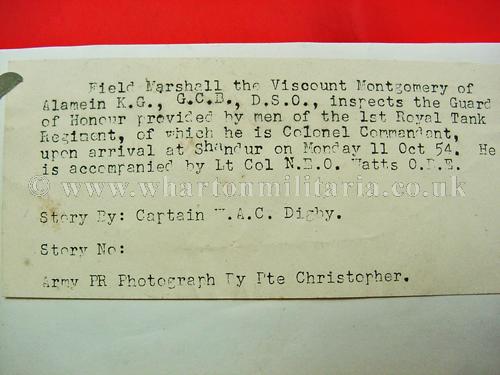 Field Marshall the Viscount Montgomery of
Alamein K.G., G.C.B., D.S.O., inspects the Guard
of Honour provided by men of the 1st Royal Tank
Regiment, of which he is Colonel Commandant,
upon arrival at Shandur on Monday 11 Oct 54. He
is accompanied by Lt Col N.E.O. Watts O.B.E.
© www.whartonmilitaria.co.uk
Story By: Captain W.A.C. Digby.
Story No:
Army PR Photograph By Pte Christopher.